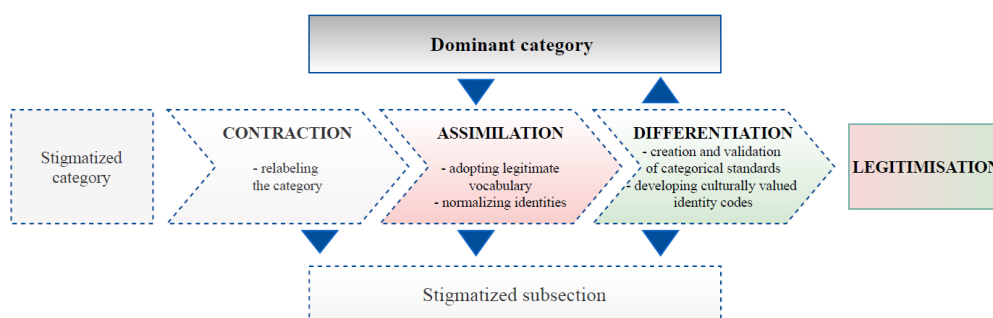 Dominant category
Stigmatized
category
CONTRACTION
- relabeling
the category
ASSIMILATION
- adopting legitimate
vocabulary
- normalizing identities
DIFFERENTIATION
- creation and validation
of categorical standards
- developing culturally valued
identity codes
LEGITIMISATION
Stigmatized subsection